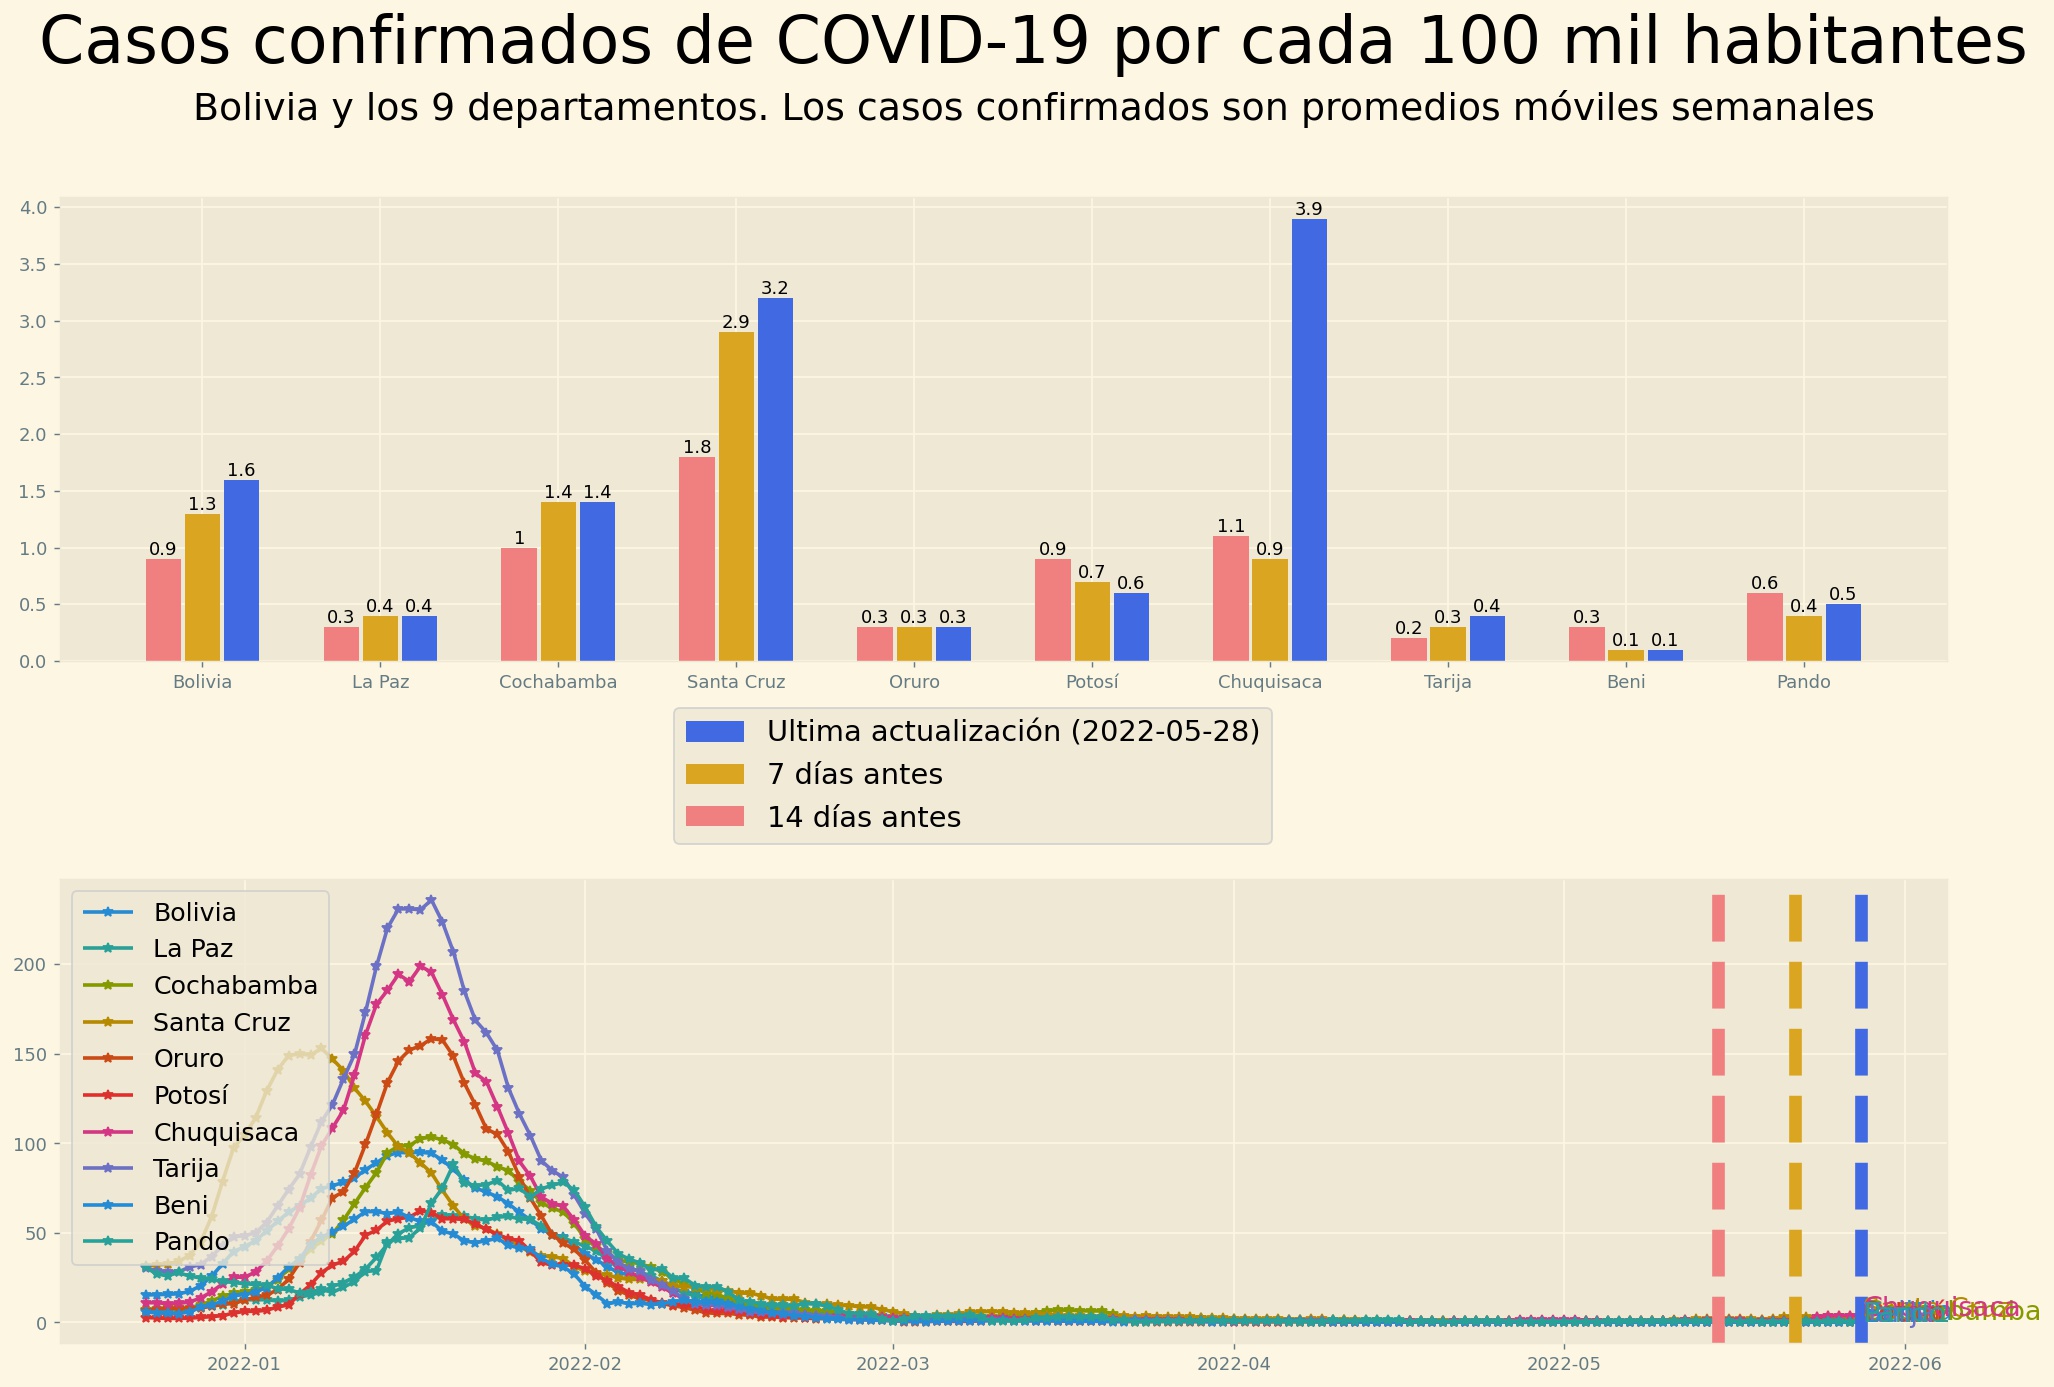 Casos confirmados de COVID-19 por cada 100 mil habitantes
Bolivia y los 9 departamentos. Los casos confirmados son promedios móviles semanales
4.0
3.5
3.0
2.5
2.0
1.5
1.0
0.5
0.0
0.9 1.3 1.6
0.3 0.4 0.4
1 1.4 1.4
1.8 2.9 3.2
0.3 0.3 0.3
0.9 0.7 0.6
1.1 0.9 3.9
0.2 0.3 0.4
0.3 0.1 0.1
0.6 0.4 0.5
Bolivia La Paz Cochabamba Santa Cruz Oruro Potosí Chuquisaca Tarija Beni Pando
Ultima actualización (2022-05-28)
7 días antes
14 días antes
200
150
100
50
0
Bolivia
La Paz
Cochabamba
Santa Cruz
Oruro
Potosí
Chuquisaca
Tarija
Beni
Pando
Chuquisaca
2022-01 2022-02 2022-03 2022-04 2022-05 2022-06